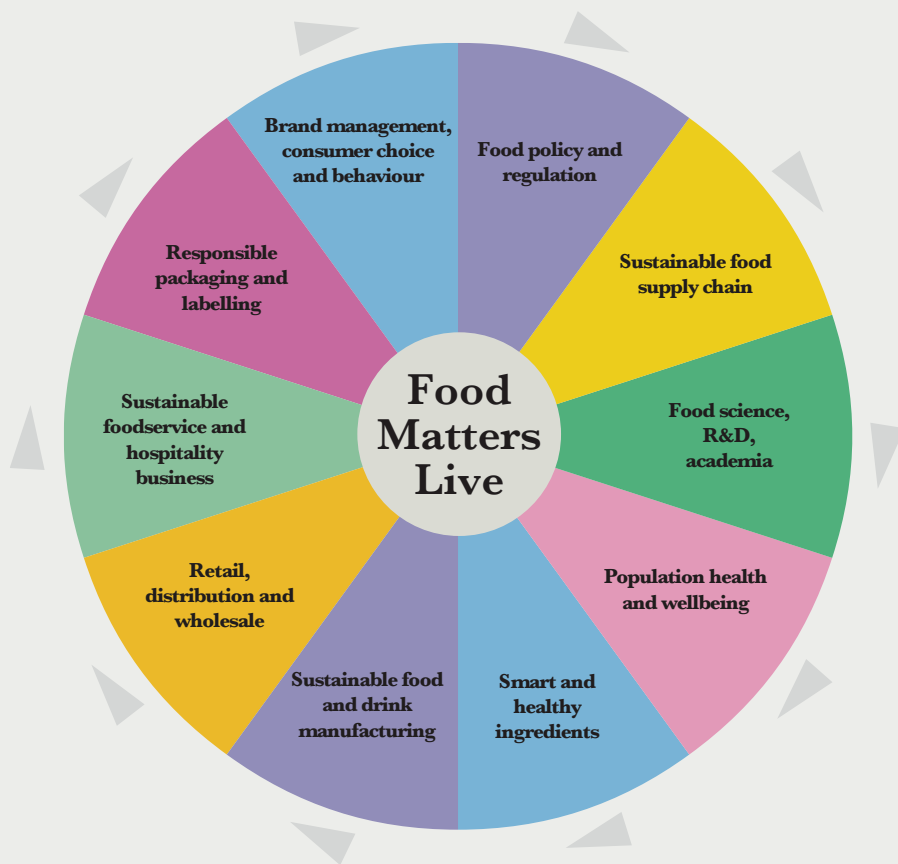 Food
Matters
Live
Food policy and
regulation
Sustainable food
supply chain
Food science,
R&D,
academia
Population health
and wellbeing
Smart and
healthy
ingredients
Sustainable food
and drink
manufacturing
Retail,
distribution and
wholesale
Sustainable
foodservice and
hospitality
business
Responsible
packaging and
labelling
Brand management,
consumer choice
and behaviour